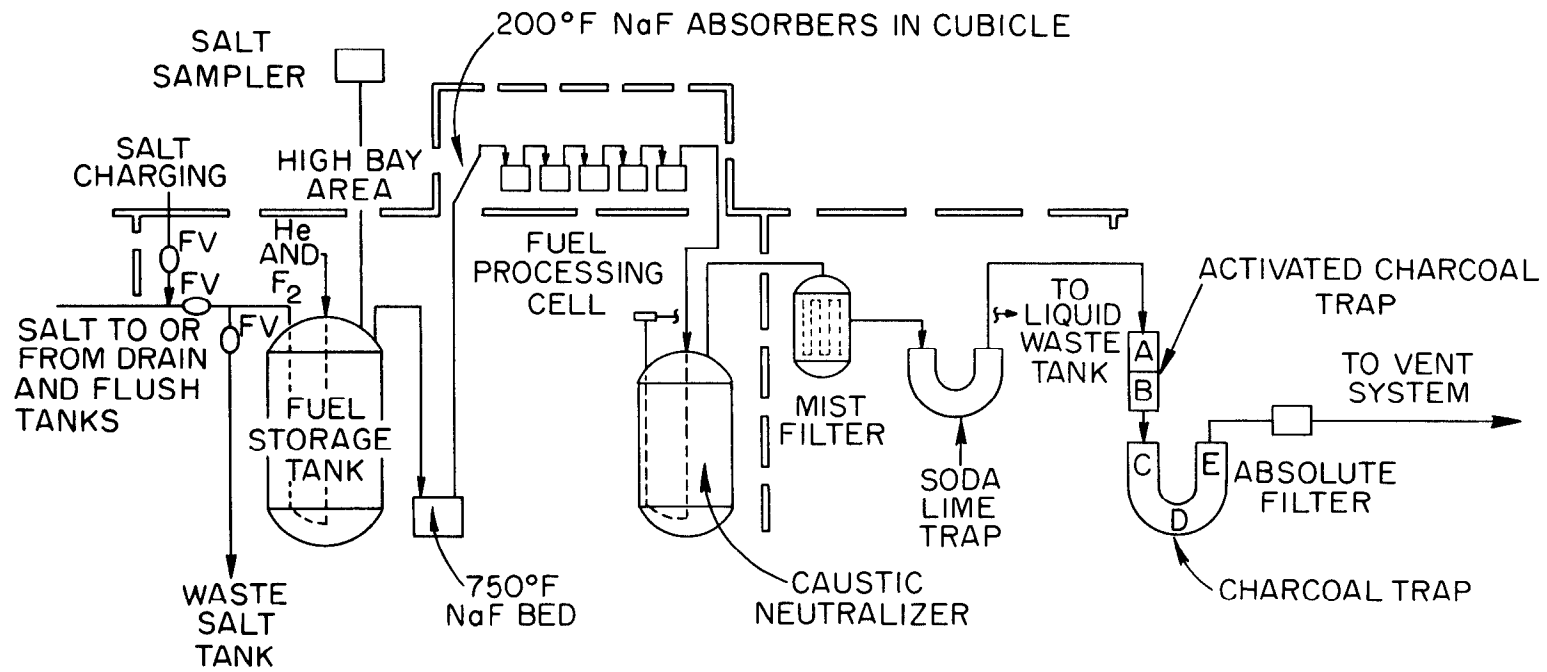 200°F NaF ABSORBERS IN CUBICLE
SALT
SAMPLER
SALT
CHARGING
HIGH BAY
AREA
FV
FV
FV
He
AND
F2
SALT TO OR
FROM DRAIN
AND FLUSH
TANKS
FUEL
STORAGE
TANK
WASTE
SALT
TANK
750°F
NaF BED
FUEL
PROCESSING
CELL
CAUSTIC
NEUTRALIZER
MIST
FILTER
SODA
LIME
TRAP
TO
LIQUID
WASTE
TANK
ACTIVATED CHARCOAL
TRAP
A
B
C
D
E
TO VENT
SYSTEM
ABSOLUTE
FILTER
CHARCOAL TRAP